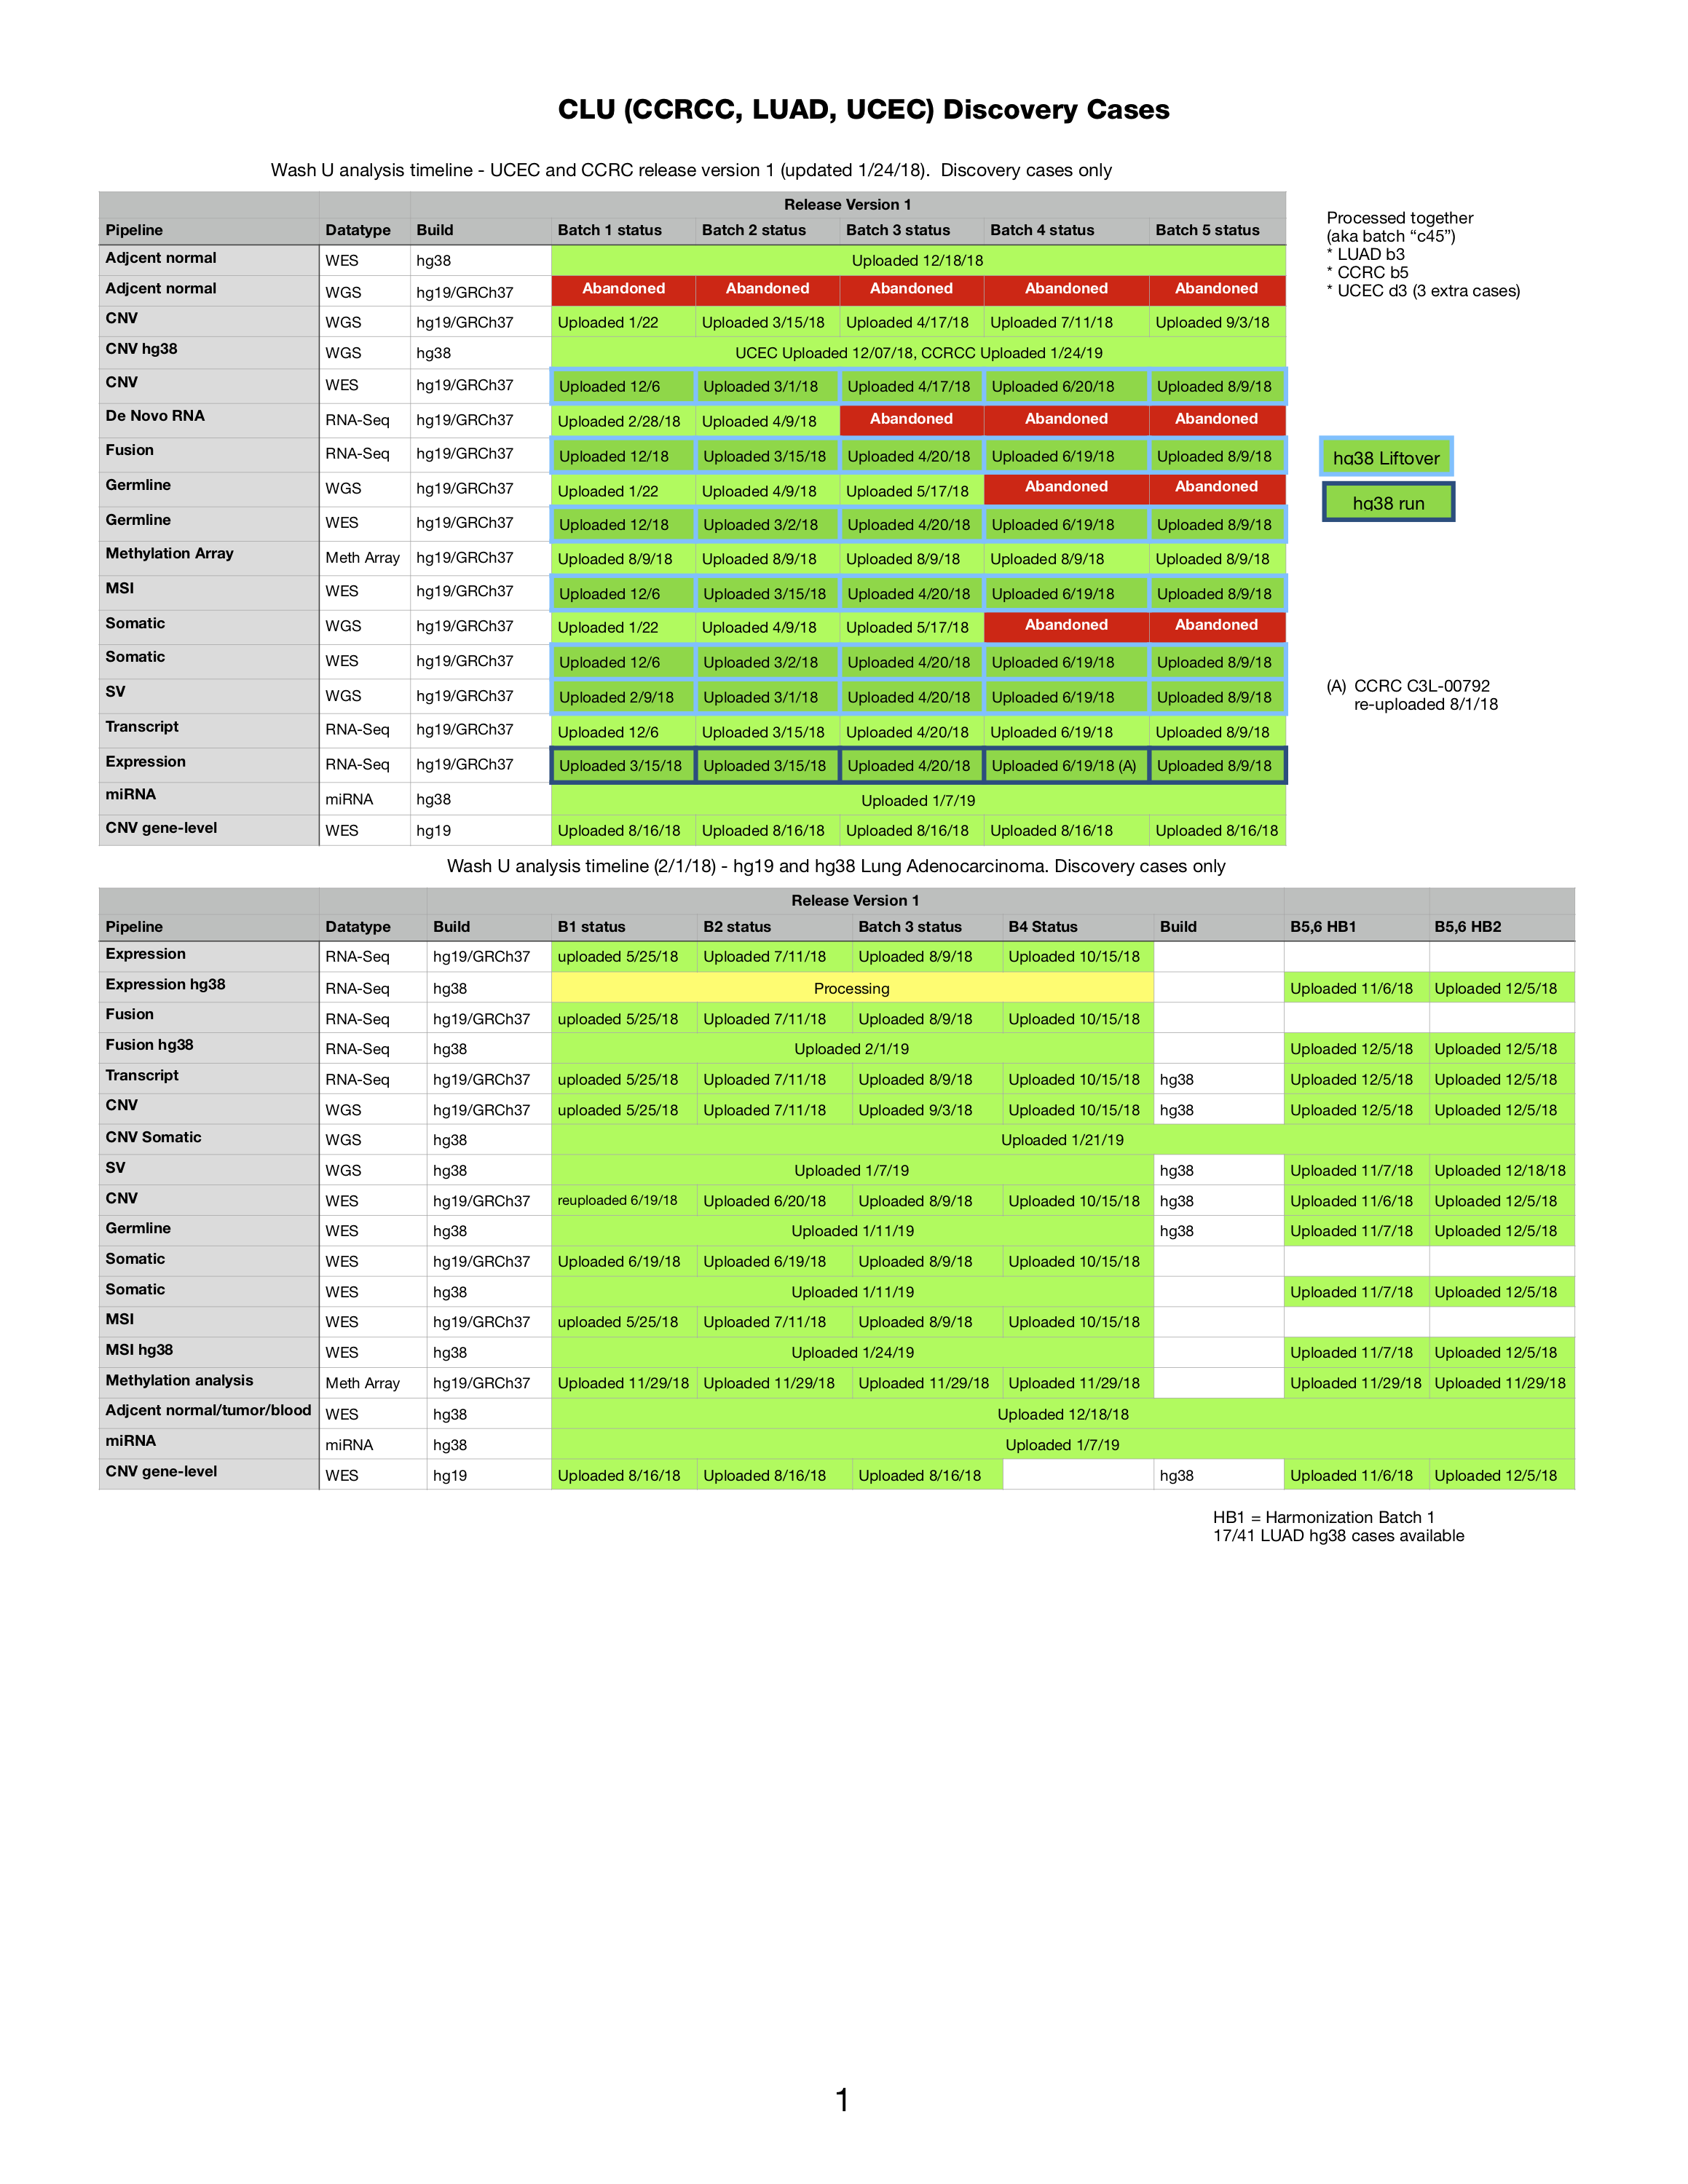 CLU (CCRCC, LUAD, UCEC) Discovery Cases
Wash U analysis timeline - UCEC and CCRC release version 1 (updated 1/24/18). Discovery cases only
Release Version 1
Pipeline Datatype Build Batch 1 status Batch 2 status Batch 3 status Batch 4 status Batch 5 status
Adjcent normal WES hg38 Uploaded 12/18/18
Adjcent normal WGS hg19/GRCh37 Abandoned Abandoned Abandoned Abandoned Abandoned
CNV WGS hg19/GRCh37 Uploaded 1/22 Uploaded 3/15/18 Uploaded 4/17/18 Uploaded 7/11/18 Uploaded 9/3/18
CNV hg38 WGS hg38 UCEC Uploaded 12/07/18, CCRCC Uploaded 1/24/19
CNV WES hg19/GRCh37 Uploaded 12/6 Uploaded 3/1/18 Uploaded 4/17/18 Uploaded 6/20/18 Uploaded 8/9/18
De Novo RNA RNA-Seq hg19/GRCh37 Uploaded 2/28/18 Uploaded 4/9/18 Abandoned Abandoned Abandoned
Fusion RNA-Seq hg19/GRCh37 Uploaded 12/18 Uploaded 3/15/18 Uploaded 4/20/18 Uploaded 6/19/18 Uploaded 8/9/18
Germline WGS hg19/GRCh37 Uploaded 1/22 Uploaded 4/9/18 Uploaded 5/17/18 Abandoned Abandoned
Germline WES hg19/GRCh37 Uploaded 12/18 Uploaded 3/2/18 Uploaded 4/20/18 Uploaded 6/19/18 Uploaded 8/9/18
Methylation Array Meth Array hg19/GRCh37 Uploaded 8/9/18 Uploaded 8/9/18 Uploaded 8/9/18 Uploaded 8/9/18 Uploaded 8/9/18
MSI WES hg19/GRCh37 Uploaded 12/6 Uploaded 3/15/18 Uploaded 4/20/18 Uploaded 6/19/18 Uploaded 8/9/18
Somatic WGS hg19/GRCh37 Uploaded 1/22 Uploaded 4/9/18 Uploaded 5/17/18 Abandoned Abandoned
Somatic WES hg19/GRCh37 Uploaded 12/6 Uploaded 3/2/18 Uploaded 4/20/18 Uploaded 6/19/18 Uploaded 8/9/18
SV WGS hg19/GRCh37 Uploaded 2/9/18 Uploaded 3/1/18 Uploaded 4/20/18 Uploaded 6/19/18 Uploaded 8/9/18
Transcript RNA-Seq hg19/GRCh37 Uploaded 12/6 Uploaded 3/15/18 Uploaded 4/20/18 Uploaded 6/19/18 Uploaded 8/9/18
Expression RNA-Seq hg19/GRCh37 Uploaded 3/15/18 Uploaded 3/15/18 Uploaded 4/20/18 Uploaded 6/19/18 (A) Uploaded 8/9/18
miRNA miRNA hg38 Uploaded 1/7/19
CNV gene-level WES hg19 Uploaded 8/16/18 Uploaded 8/16/18 Uploaded 8/16/18 Uploaded 8/16/18 Uploaded 8/16/18
Processed together
(aka batch “c45”)
* LUAD b3
* CCRC b5
* UCEC d3 (3 extra cases)
hg38 Liftover
hg38 run
(A) CCRC C3L-00792
re-uploaded 8/1/18
Wash U analysis timeline (2/1/18) - hg19 and hg38 Lung Adenocarcinoma. Discovery cases only
Release Version 1
Pipeline Datatype Build B1 status B2 status Batch 3 status B4 Status Build B5,6 HB1 B5,6 HB2
Expression RNA-Seq hg19/GRCh37 uploaded 5/25/18 Uploaded 7/11/18 Uploaded 8/9/18 Uploaded 10/15/18
Expression hg38 RNA-Seq hg38 Processing Uploaded 11/6/18 Uploaded 12/5/18
Fusion RNA-Seq hg19/GRCh37 uploaded 5/25/18 Uploaded 7/11/18 Uploaded 8/9/18 Uploaded 10/15/18
Fusion hg38 RNA-Seq hg38 Uploaded 2/1/19 Uploaded 12/5/18 Uploaded 12/5/18
Transcript RNA-Seq hg19/GRCh37 uploaded 5/25/18 Uploaded 7/11/18 Uploaded 8/9/18 Uploaded 10/15/18 hg38 Uploaded 12/5/18 Uploaded 12/5/18
CNV WGS hg19/GRCh37 uploaded 5/25/18 Uploaded 7/11/18 Uploaded 9/3/18 Uploaded 10/15/18 hg38 Uploaded 12/5/18 Uploaded 12/5/18
CNV Somatic WGS hg38 Uploaded 1/21/19
SV WGS hg38 Uploaded 1/7/19 hg38 Uploaded 11/7/18 Uploaded 12/18/18
CNV WES hg19/GRCh37 reuploaded 6/19/18 Uploaded 6/20/18 Uploaded 8/9/18 Uploaded 10/15/18 hg38 Uploaded 11/6/18 Uploaded 12/5/18
Germline WES hg38 Uploaded 1/11/19 hg38 Uploaded 11/7/18 Uploaded 12/5/18
Somatic WES hg19/GRCh37 Uploaded 6/19/18 Uploaded 6/19/18 Uploaded 8/9/18 Uploaded 10/15/18
Somatic WES hg38 Uploaded 1/11/19 Uploaded 11/7/18 Uploaded 12/5/18
MSI WES hg19/GRCh37 uploaded 5/25/18 Uploaded 7/11/18 Uploaded 8/9/18 Uploaded 10/15/18
MSI hg38 WES hg38 Uploaded 1/24/19 Uploaded 11/7/18 Uploaded 12/5/18
Methylation analysis Meth Array hg19/GRCh37 Uploaded 11/29/18 Uploaded 11/29/18 Uploaded 11/29/18 Uploaded 11/29/18 Uploaded 11/29/18 Uploaded 11/29/18
Adjcent normal/tumor/blood WES hg38 Uploaded 12/18/18
miRNA miRNA hg38 Uploaded 1/7/19
CNV gene-level WES hg19 Uploaded 8/16/18 Uploaded 8/16/18 Uploaded 8/16/18 hg38 Uploaded 11/6/18 Uploaded 12/5/18
HB1 = Harmonization Batch 1
17/41 LUAD hg38 cases available
1